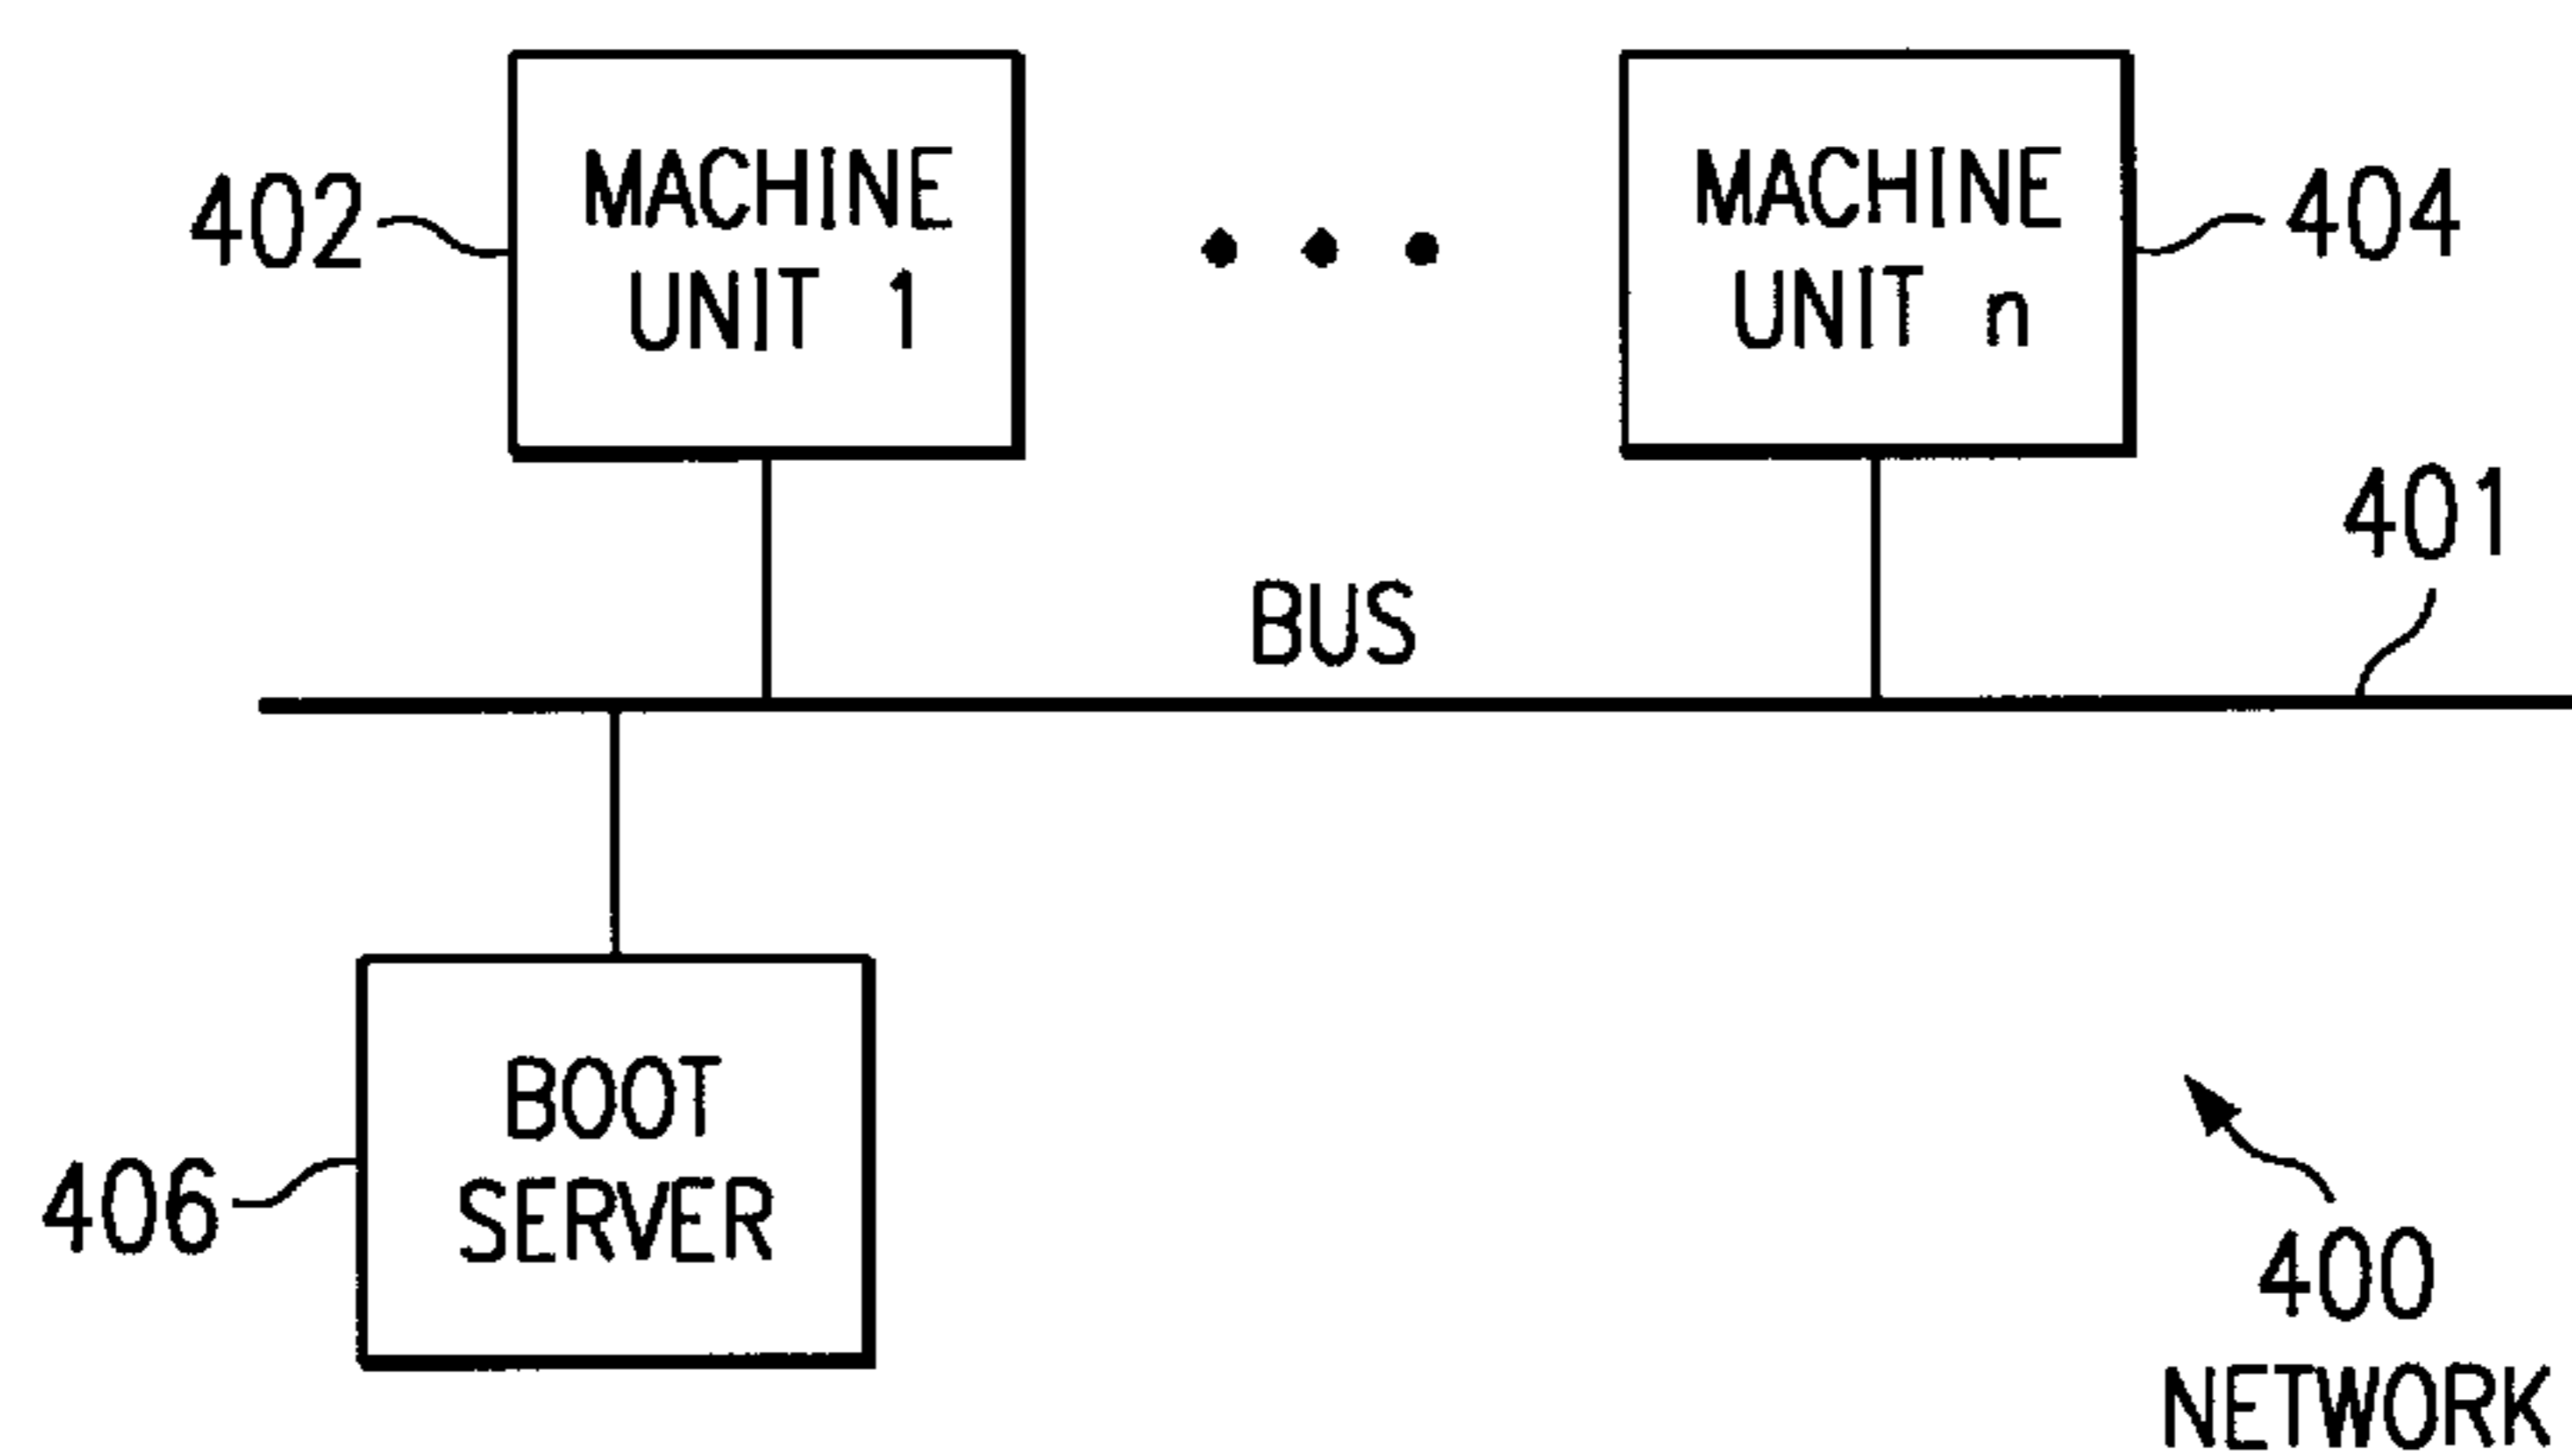 402
MACHINE
UNIT 1
MACHINE
UNIT n
404
401
BUS
BOOT
SERVER
406
400
NETWORK